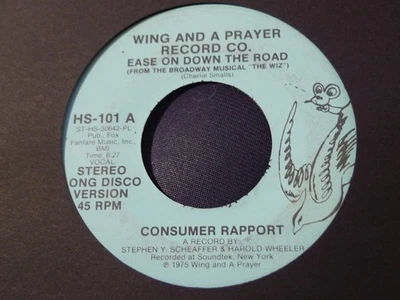 WING AND A PRAYER
RECORD CO.
EASE ON DOWN THE ROAD
(FROM THE BROADWAY MUSICAL "THE WIZ")
(Charlie Smalls)
HS-101 A
ST-HS-30642-PL
Pub., Fox
Fanfare Music, Inc.,
BMI
Time: 6:27
VOCAL
STEREO
ONG DISCO
VERSION
45 RPM
CONSUMER RAPPORT
A RECORD BY
STEPHEN Y. SCHEAFFER & HAROLD WHEELER
Recorded at Soundtek, New York
℗ 1975 Wing and A Prayer